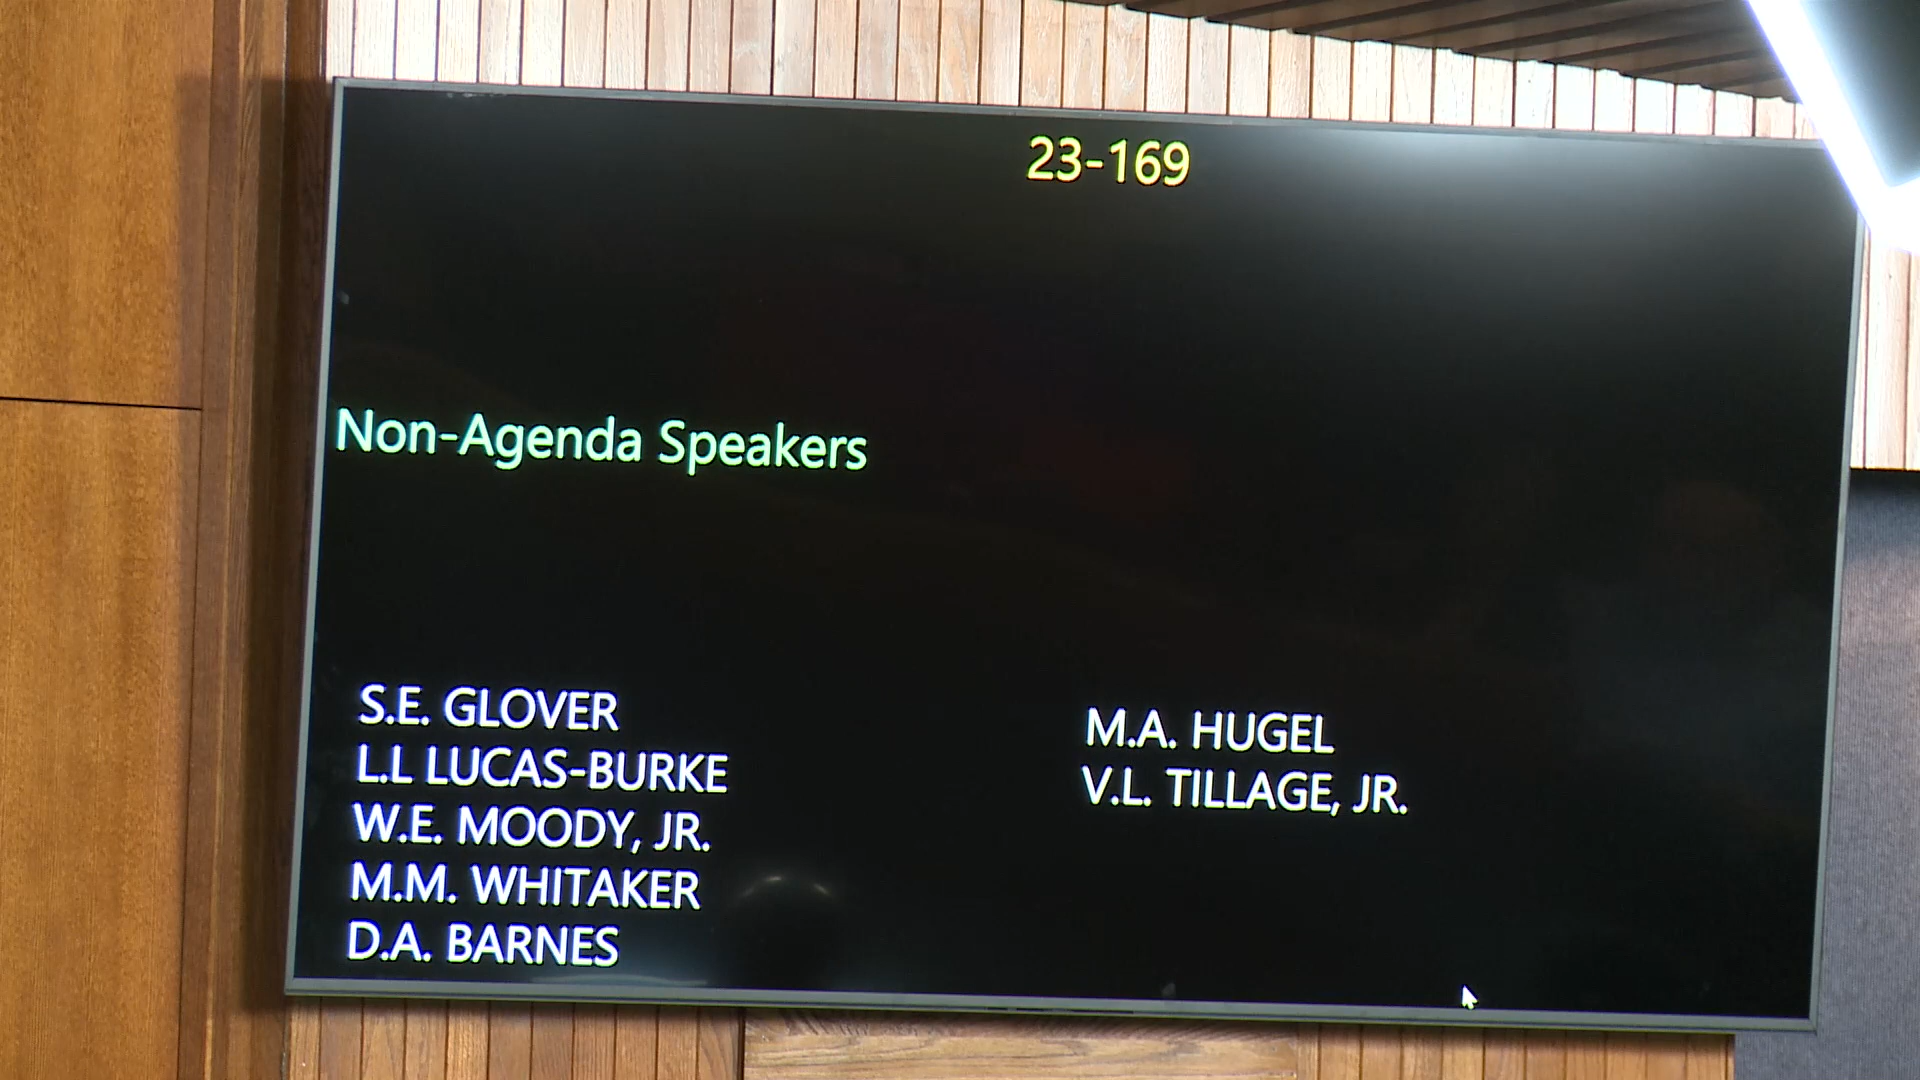 23-169
Non-Agenda Speakers
S.E. GLOVER
L.L LUCAS-BURKE
W.E. MOODY, JR.
M.M. WHITAKER
D.A. BARNES
M.A. HUGEL
V.L. TILLAGE, JR.